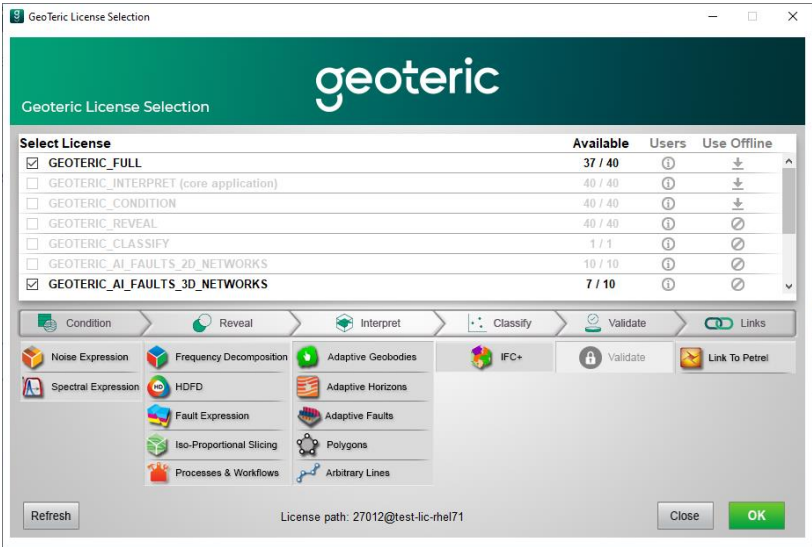 GeoTeric License Selection
geoteric
Geoteric License Selection
Select License Available Users Use Offline
GEOTERIC_FULL 37 / 40
GEOTERIC_INTERPRET (core application) 40 / 40
GEOTERIC_CONDITION 40 / 40
GEOTERIC_REVEAL 40 / 40
GEOTERIC_CLASSIFY 1 / 1
GEOTERIC_AI_FAULTS_2D_NETWORKS 10 / 10
GEOTERIC_AI_FAULTS_3D_NETWORKS 7 / 10
Condition Reveal Interpret Classify Validate Links
Noise Expression Frequency Decomposition Adaptive Geobodies IFC+ Validate Link To Petrel
Spectral Expression HD HDFD Adaptive Horizons
Fault Expression Adaptive Faults
Iso-Proportional Slicing Polygons
Processes & Workflows Arbitrary Lines
Refresh License path: 27012@test-lic-rhel71 Close OK